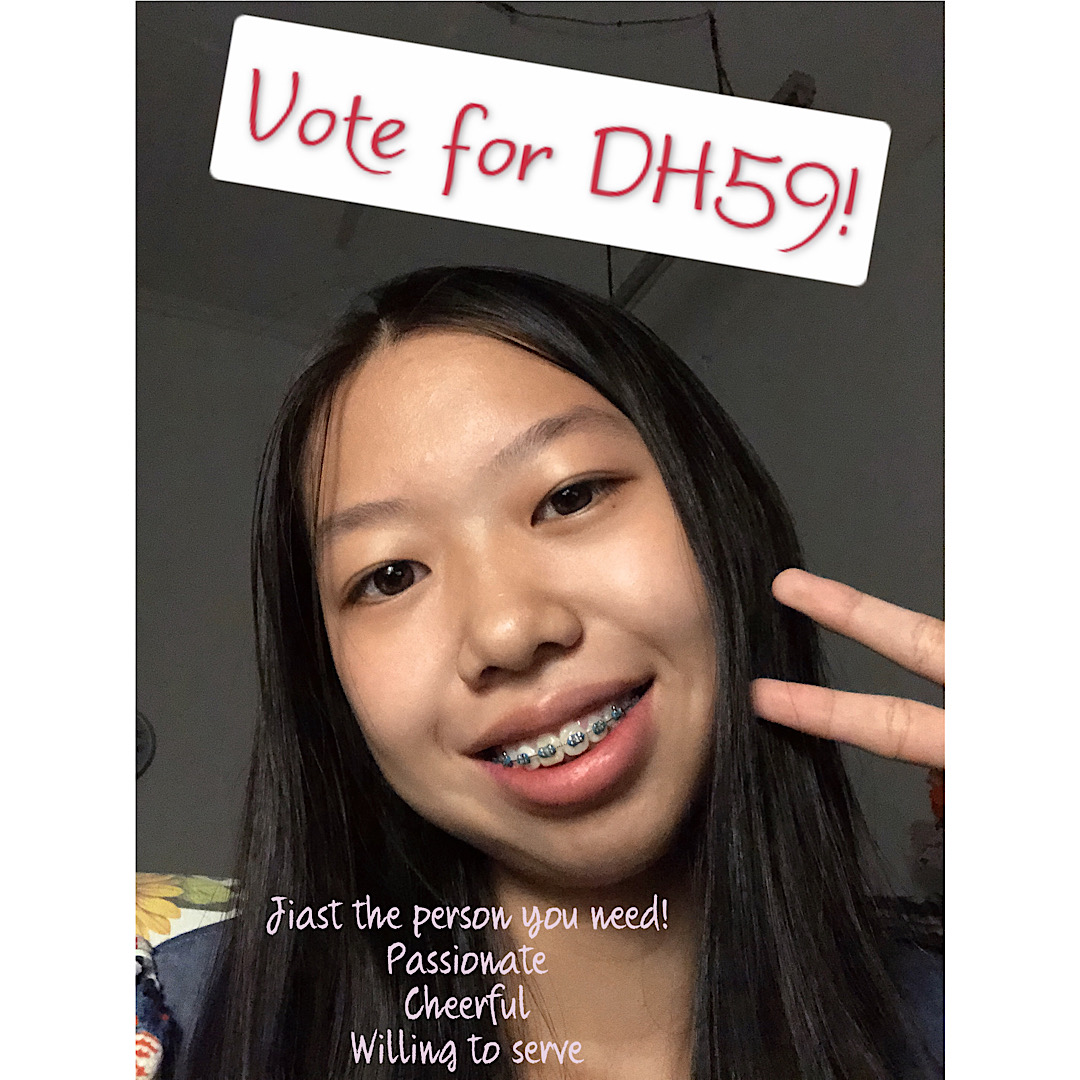 Vote for DH59!
Jiast the person you need!
Passionate
Cheerful
Willing to serve